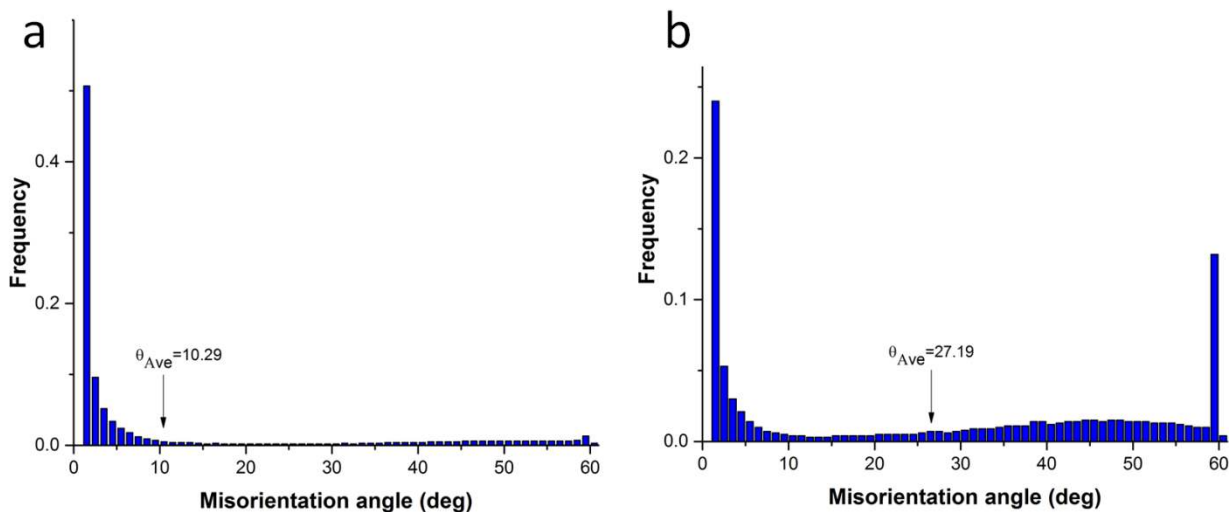 a
Frequency
0.4
0.2
0.0
θAve=10.29
0 10 20 30 40 50 60
Misorientation angle (deg)
b
Frequency
0.2
0.1
0.0
θAve=27.19
0 10 20 30 40 50 60
Misorientation angle (deg)